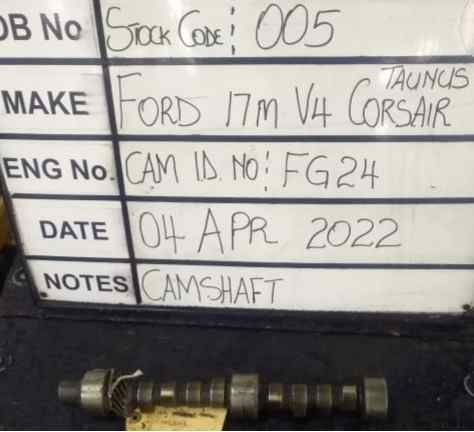 OB No STOCK CODE: 005
TAUNUS
MAKE FORD 17M V4 CORSAIR
ENG No. CAM I.D. NO: FG24
DATE 04 APR 2022
NOTES CAMSHAFT